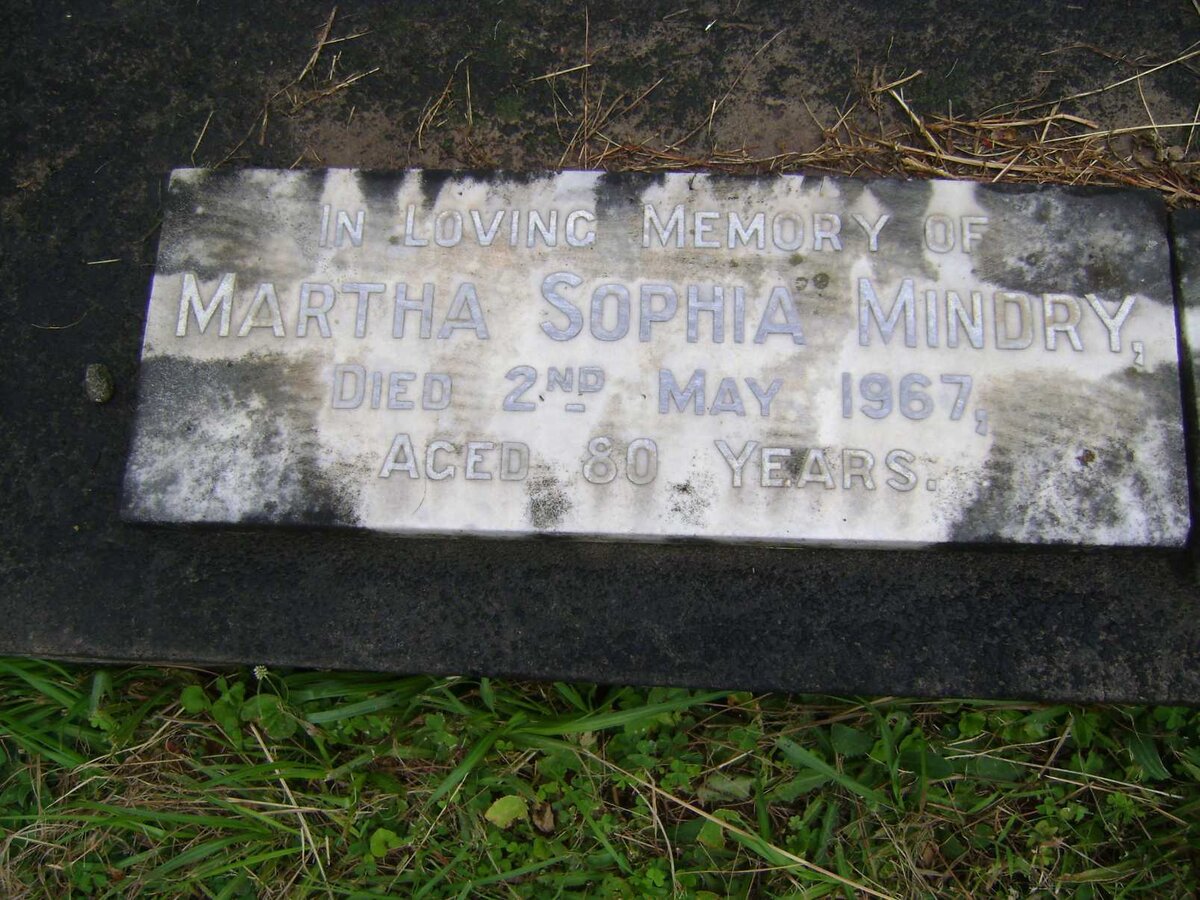 In Loving Memory of
Martha Sophia Mindry,
Died 2nd May 1967,
Aged 80 Years.